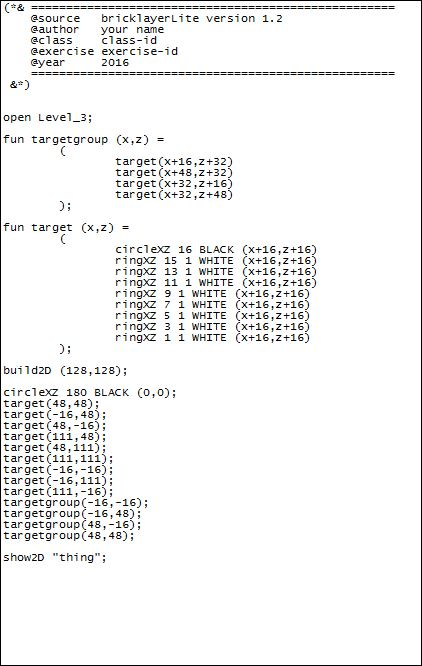 (*& =====================================================
@source bricklayerLite version 1.2
@author your name
@class class-id
@exercise exercise-id
@year 2016
=====================================================
&*)
open Level_3;
fun targetgroup (x,z) =
(
target(x+16,z+32)
target(x+48,z+32)
target(x+32,z+16)
target(x+32,z+48)
);
fun target (x,z) =
(
circleXZ 16 BLACK (x+16,z+16)
ringXZ 15 1 WHITE (x+16,z+16)
ringXZ 13 1 WHITE (x+16,z+16)
ringXZ 11 1 WHITE (x+16,z+16)
ringXZ 9 1 WHITE (x+16,z+16)
ringXZ 7 1 WHITE (x+16,z+16)
ringXZ 5 1 WHITE (x+16,z+16)
ringXZ 3 1 WHITE (x+16,z+16)
ringXZ 1 1 WHITE (x+16,z+16)
);
build2D (128,128);
circleXZ 180 BLACK (0,0);
target(48,48);
target(-16,48);
target(48,-16);
target(111,48);
target(48,111);
target(111,111);
target(-16,-16);
target(-16,111);
target(111,-16);
targetgroup(-16,-16);
targetgroup(-16,48);
targetgroup(48,-16);
targetgroup(48,48);
show2D "thing";